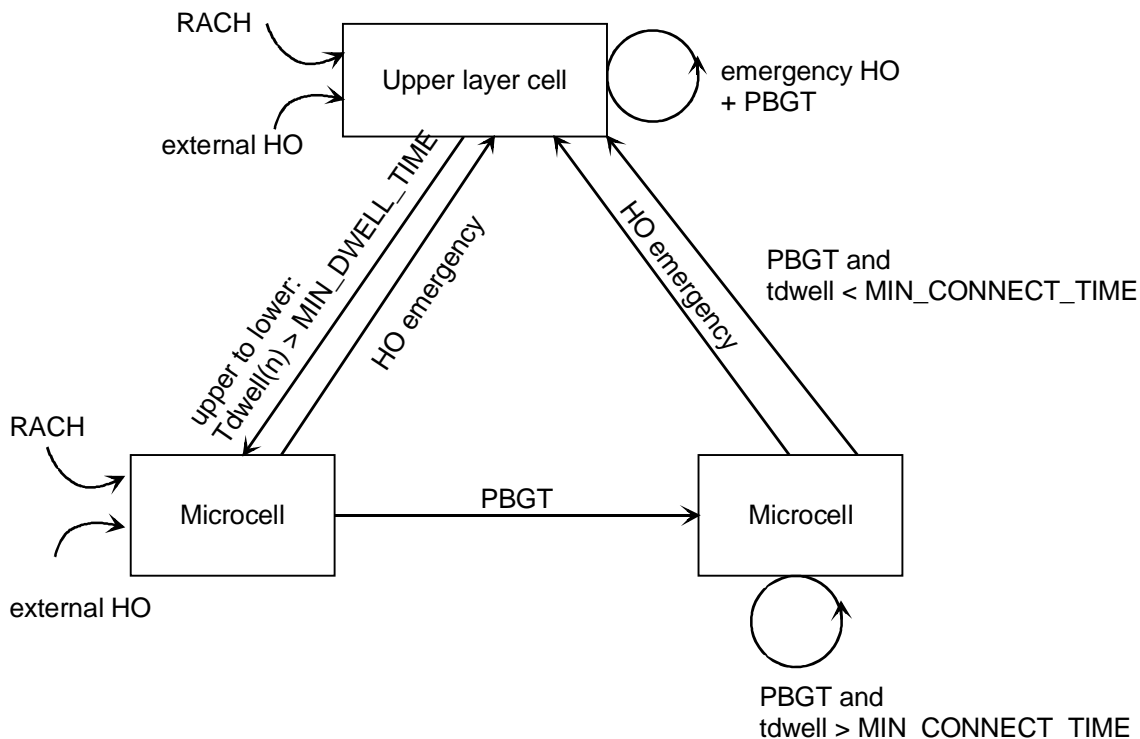 RACH
Upper layer cell
emergency HO
+ PBGT
external HO
upper to lower:
Tdwell(n) > MIN_DWELL_TIME
HO emergency
HO emergency
PBGT and
tdwell < MIN_CONNECT_TIME
RACH
Microcell
PBGT
Microcell
external HO
PBGT and
tdwell > MIN_CONNECT_TIME